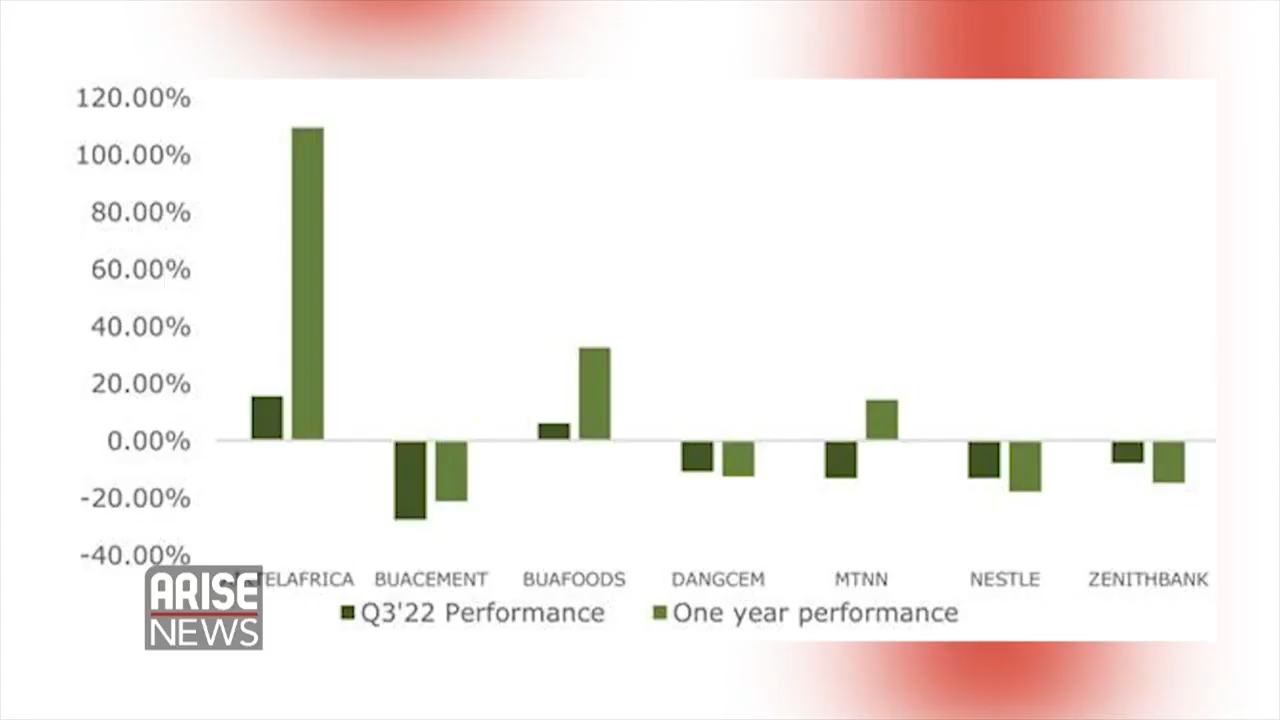 120.00%
100.00%
80.00%
60.00%
40.00%
20.00%
0.00%
-20.00%
-40.00%
TELAFRICA BUACEMENT BUAFOODS DANGCEM MTNN NESTLE ZENITHBANK
Q3'22 Performance One year performance
ARISE
NEWS